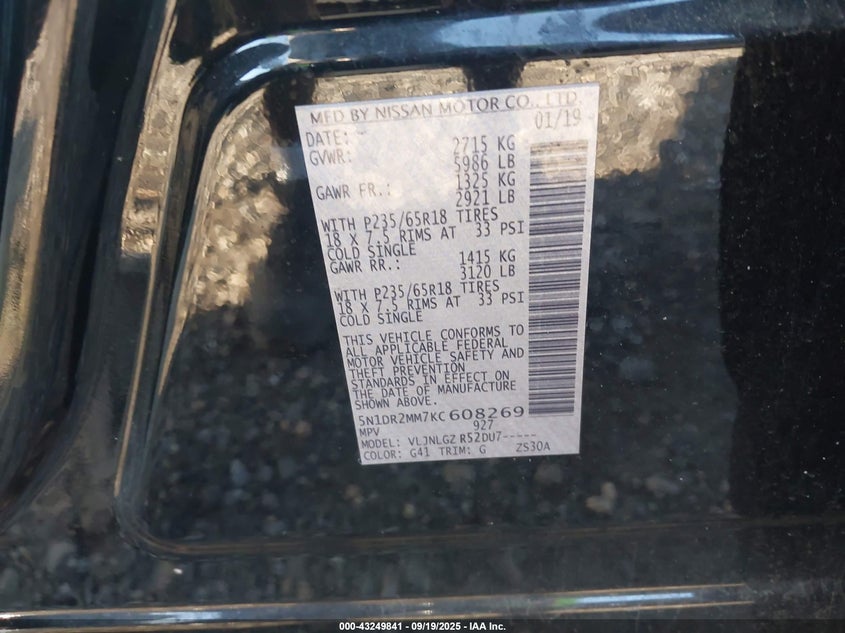 MFD BY NISSAN MOTOR CO., LTD.
DATE: 01/19
GVWR: 2715 KG
5986 LB
GAWR FR.: 1325 KG
2921 LB
WITH P235/65R18 TIRES
18 X 7.5 RIMS AT 33 PSI
COLD SINGLE
GAWR RR.: 1415 KG
3120 LB
WITH P235/65R18 TIRES
18 X 7.5 RIMS AT 33 PSI
COLD SINGLE
THIS VEHICLE CONFORMS TO
ALL APPLICABLE FEDERAL
MOTOR VEHICLE SAFETY AND
THEFT PREVENTION
STANDARDS IN EFFECT ON
THE DATE OF MANUFACTURE
SHOWN ABOVE.
5N1DR2MM7KC608269
MPV 927
MODEL: VLJNLGZ R52DU7-----
COLOR: G41 TRIM: G ZS30A
000-43249841 - 09/19/2025 - IAA Inc.